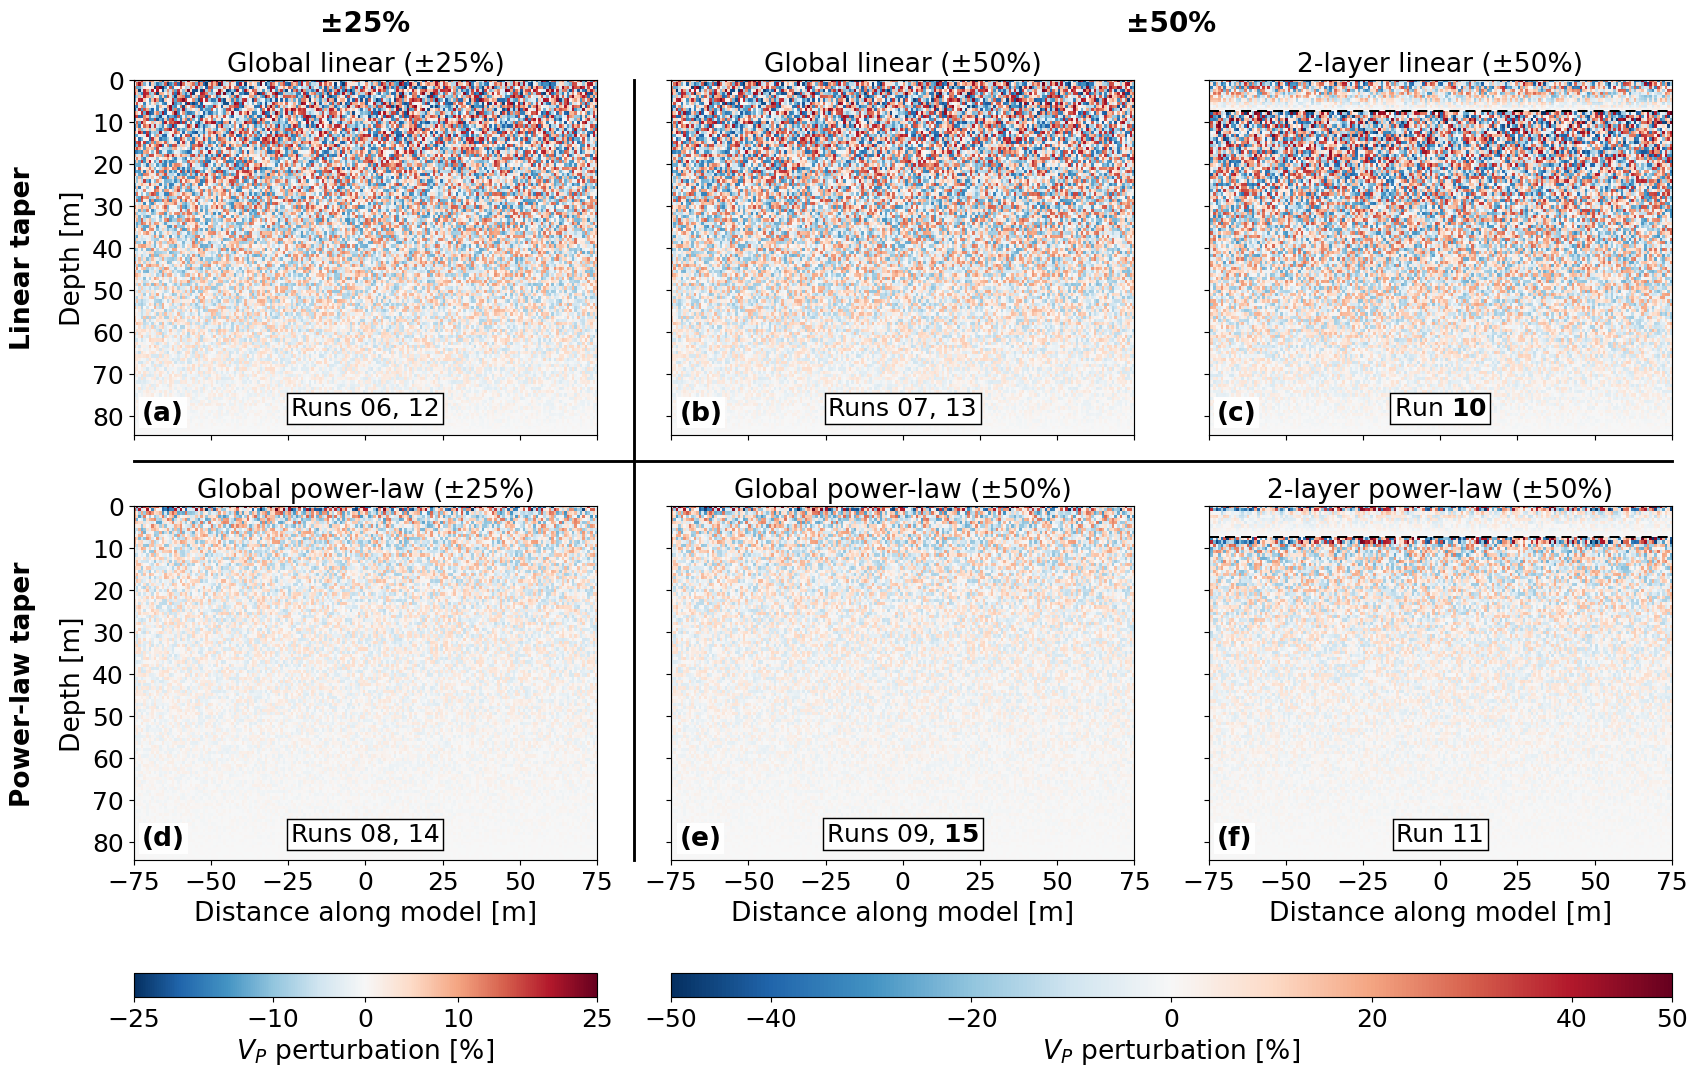 ±25%
±50%
Global linear (±25%)
Global linear (±50%)
2-layer linear (±50%)
Linear taper
Depth [m]
0
10
20
30
40
50
60
70
80
(a)
Runs 06, 12
(b)
Runs 07, 13
(c)
Run 10
Global power-law (±25%)
Global power-law (±50%)
2-layer power-law (±50%)
Power-law taper
Depth [m]
0
10
20
30
40
50
60
70
80
(d)
Runs 08, 14
(e)
Runs 09, 15
(f)
Run 11
−75 −50 −25 0 25 50 75
−75 −50 −25 0 25 50 75
−75 −50 −25 0 25 50 75
Distance along model [m]
Distance along model [m]
Distance along model [m]
−25 −10 0 10 25
−50 −40 −20 0 20 40 50
VP perturbation [%]
VP perturbation [%]